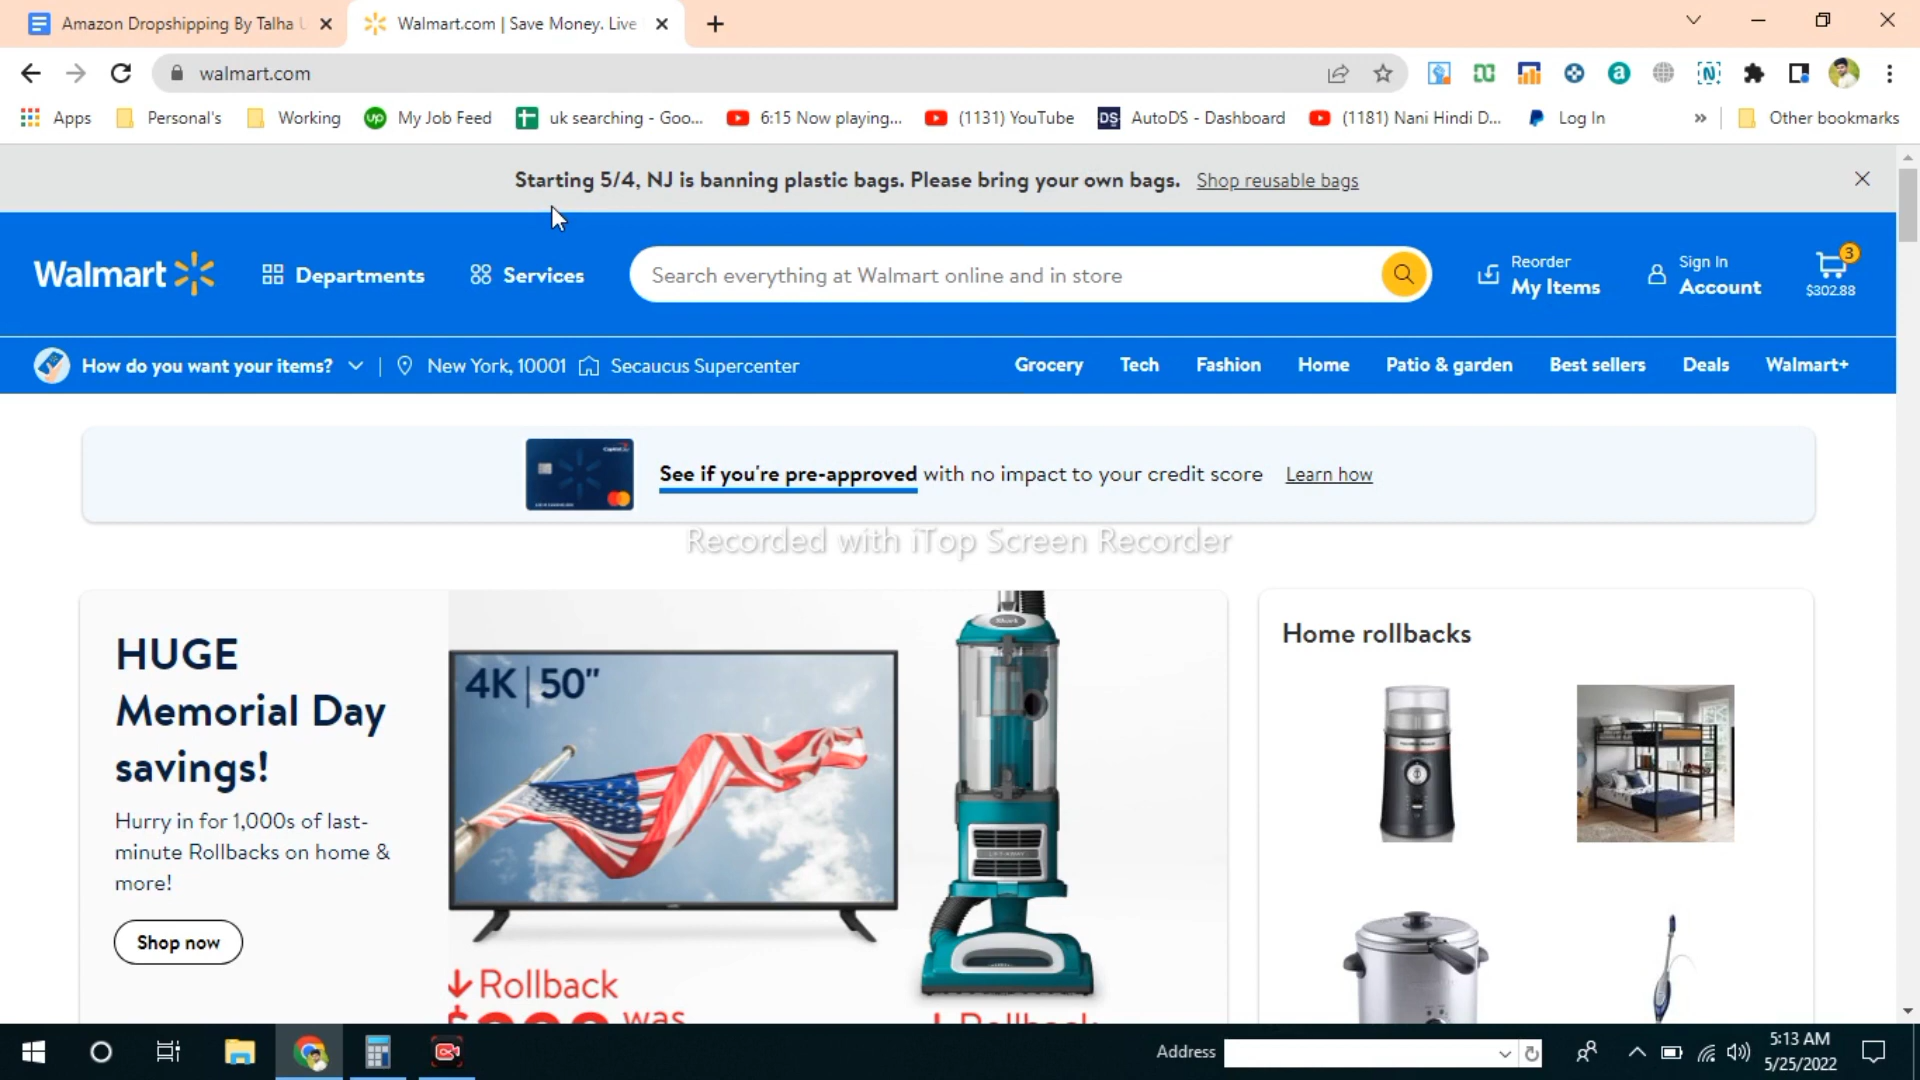 Amazon Dropshipping By Talha
Walmart.com | Save Money. Live
walmart.com
Apps
Personal's
Working
up
My Job Feed
uk searching - Goo...
6:15 Now playing...
(1131) YouTube
DS
AutoDS - Dashboard
(1181) Nani Hindi D...
Log In
»
Other bookmarks
Starting 5/4, NJ is banning plastic bags. Please bring your own bags. Shop reusable bags
Walmart
Departments
Services
Search everything at Walmart online and in store
Reorder
My Items
Sign In
Account
3
$302.88
How do you want your items?
New York, 10001
Secaucus Supercenter
Grocery
Tech
Fashion
Home
Patio & garden
Best sellers
Deals
Walmart+
See if you're pre-approved with no impact to your credit score Learn how
Recorded with iTop Screen Recorder
HUGE
Memorial Day
savings!
Hurry in for 1,000s of last-
minute Rollbacks on home &
more!
Shop now
4K | 50"
Shark
Rollback
was
Rollback
Home rollbacks
Address
5:13 AM
5/25/2022